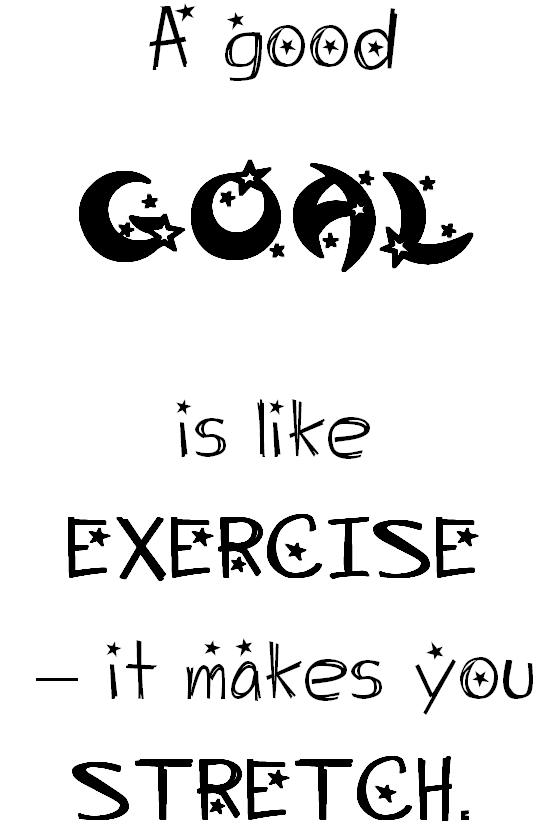 A good
GOAL
is like
EXERCISE
— it makes you
STRETCH.